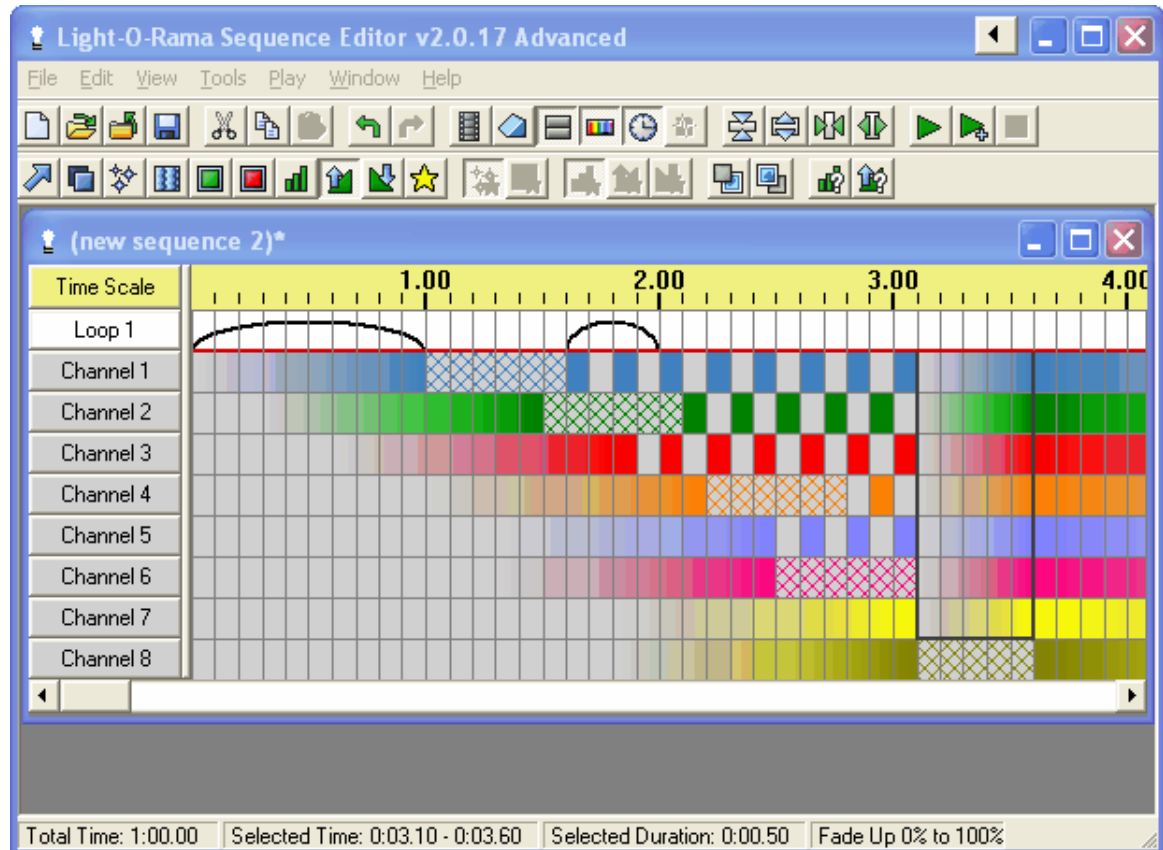 Light-O-Rama Sequence Editor v2.0.17 Advanced
File Edit View Tools Play Window Help
(new sequence 2)*
Time Scale 1.00 2.00 3.00 4.00
Loop 1
Channel 1
Channel 2
Channel 3
Channel 4
Channel 5
Channel 6
Channel 7
Channel 8
Total Time: 1:00.00 Selected Time: 0:03.10 - 0:03.60 Selected Duration: 0:00.50 Fade Up 0% to 100%